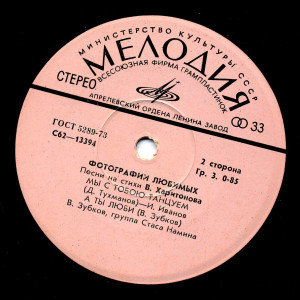 МИНИСТЕРСТВО КУЛЬТУРЫ СССР
МЕЛОДИЯ
ВСЕСОЮЗНАЯ ФИРМА ГРАМПЛАСТИНОК
СТЕРЕО
33
АПРЕЛЕВСКИЙ ОРДЕНА ЛЕНИНА ЗАВОД
ГОСТ 5289-73
С62—13394
2 сторона
Гр. 3. 0-85
ФОТОГРАФИИ ЛЮБИМЫХ
Песни на стихи В. Харитонова
МЫ С ТОБОЮ ТАНЦУЕМ
(Д. Тухманов)—И. Иванов
А ТЫ ЛЮБИ (В. Зубков)
В. Зубков, группа Стаса Намина